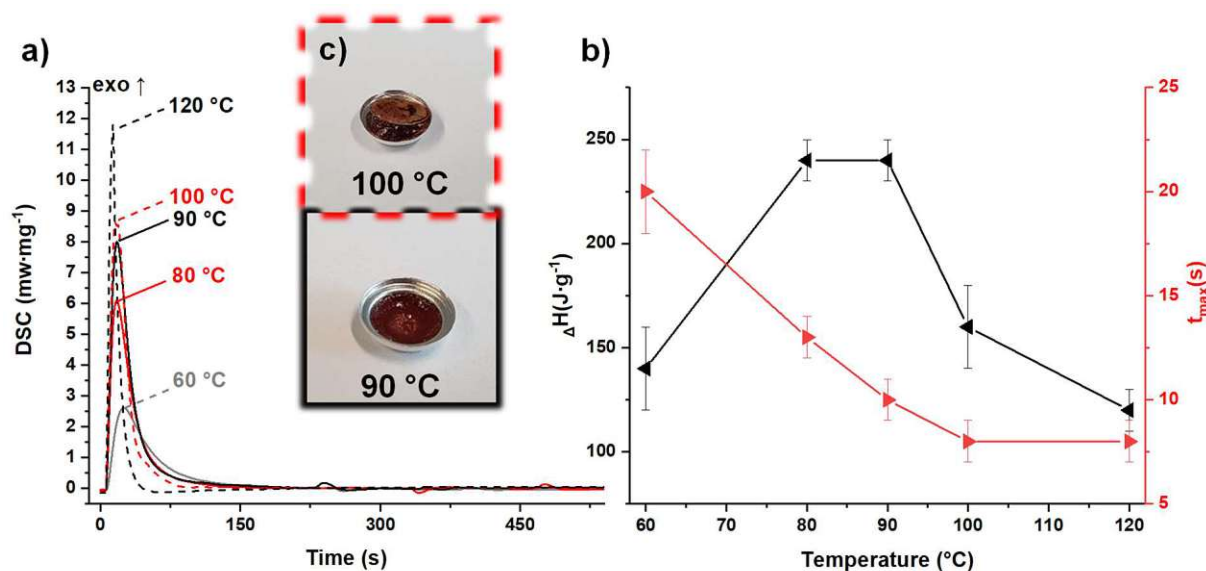 a)
exo ↑
13
12
11
10
9
8
7
6
5
4
3
2
1
0
DSC (mw·mg⁻¹)
120 °C
100 °C
90 °C
80 °C
60 °C
0
150
300
450
Time (s)
c)
100 °C
90 °C
b)
250
200
150
100
ΔH(J·g⁻¹)
60
70
80
90
100
110
120
Temperature (°C)
25
20
15
10
5
tmax(s)